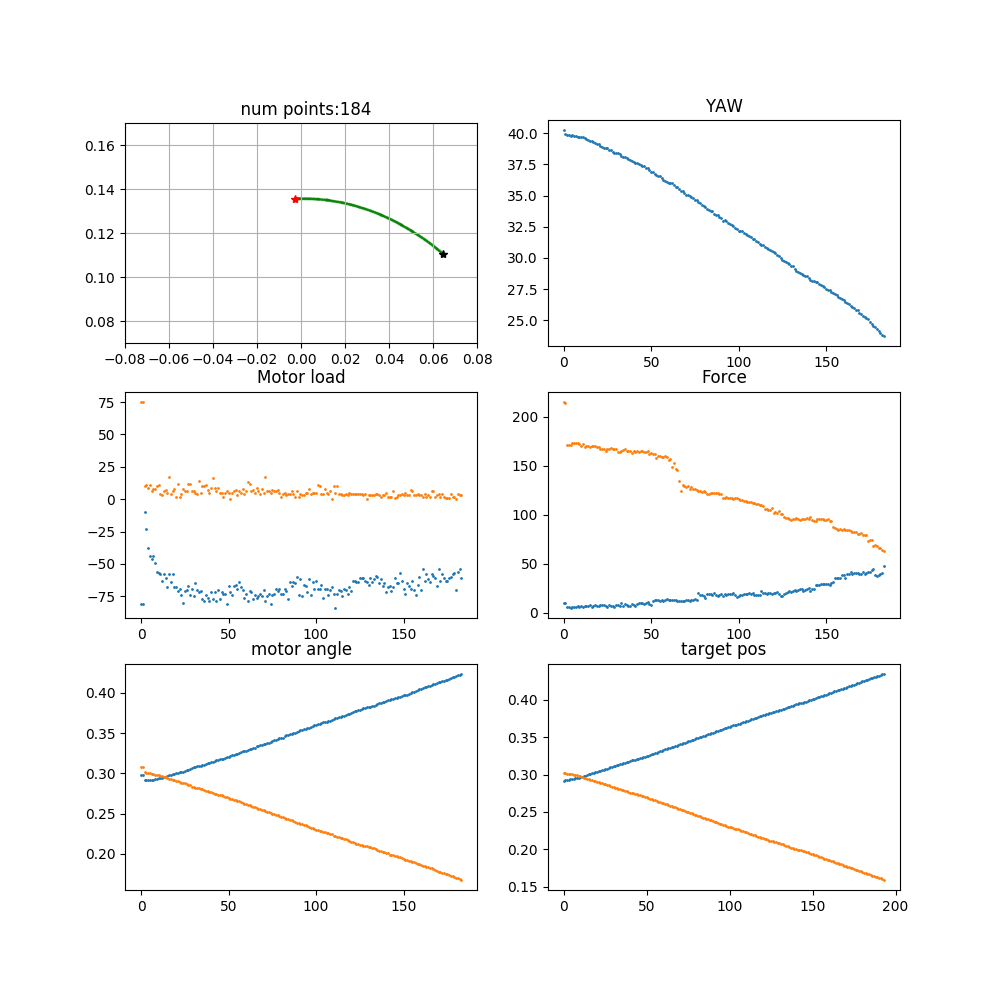 num points:184
0.16
0.14
0.12
0.10
0.08
−0.08 −0.06 −0.04 −0.02 0.00 0.02 0.04 0.06 0.08
YAW
40.0
37.5
35.0
32.5
30.0
27.5
25.0
0 50 100 150
Motor load
75
50
25
0
−25
−50
−75
0 50 100 150
Force
200
150
100
50
0
0 50 100 150
motor angle
0.40
0.35
0.30
0.25
0.20
0 50 100 150
target pos
0.40
0.35
0.30
0.25
0.20
0.15
0 50 100 150 200